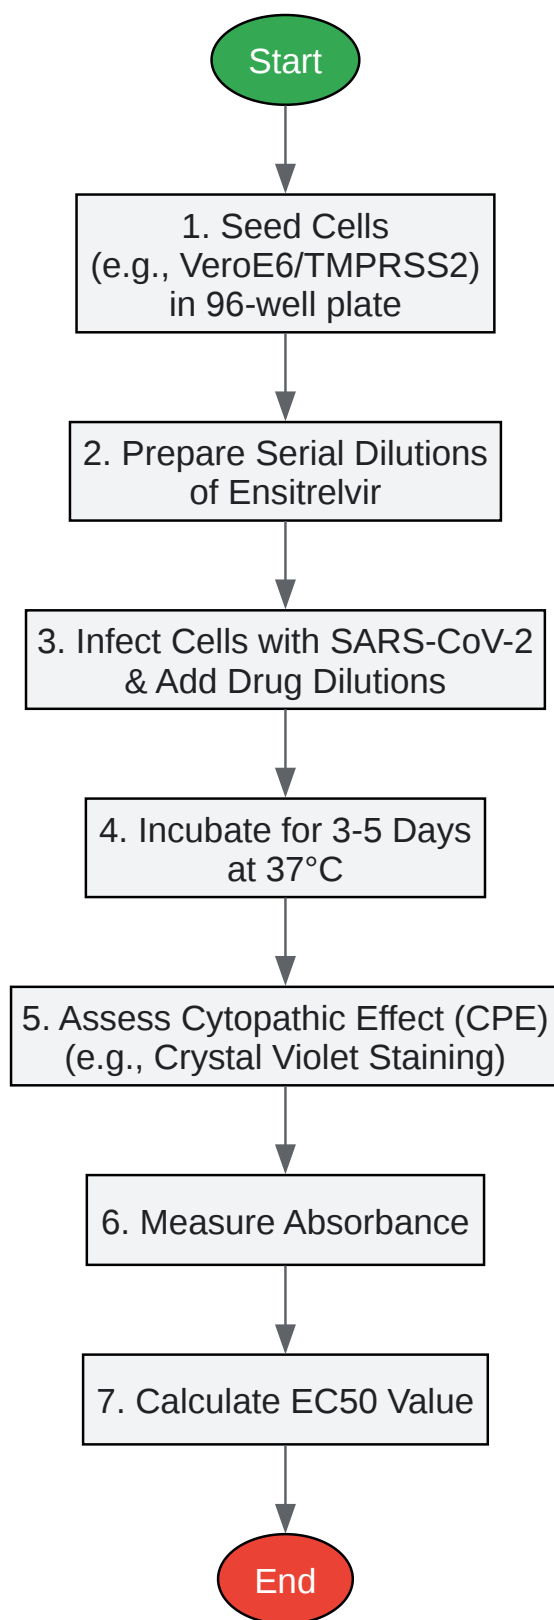 Start
1. Seed Cells
(e.g., VeroE6/TMPRSS2)
in 96-well plate
2. Prepare Serial Dilutions
of Ensitrelvir
3. Infect Cells with SARS-CoV-2
& Add Drug Dilutions
4. Incubate for 3-5 Days
at 37°C
5. Assess Cytopathic Effect (CPE)
(e.g., Crystal Violet Staining)
6. Measure Absorbance
7. Calculate EC50 Value
End